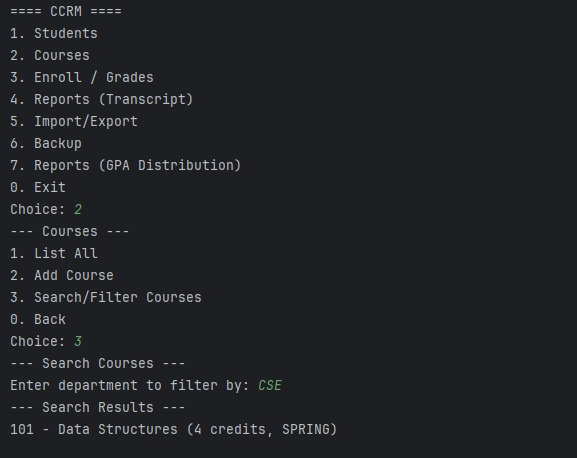 ==== CCRM ====
1. Students
2. Courses
3. Enroll / Grades
4. Reports (Transcript)
5. Import/Export
6. Backup
7. Reports (GPA Distribution)
0. Exit
Choice: 2
--- Courses ---
1. List All
2. Add Course
3. Search/Filter Courses
0. Back
Choice: 3
--- Search Courses ---
Enter department to filter by: CSE
--- Search Results ---
101 - Data Structures (4 credits, SPRING)